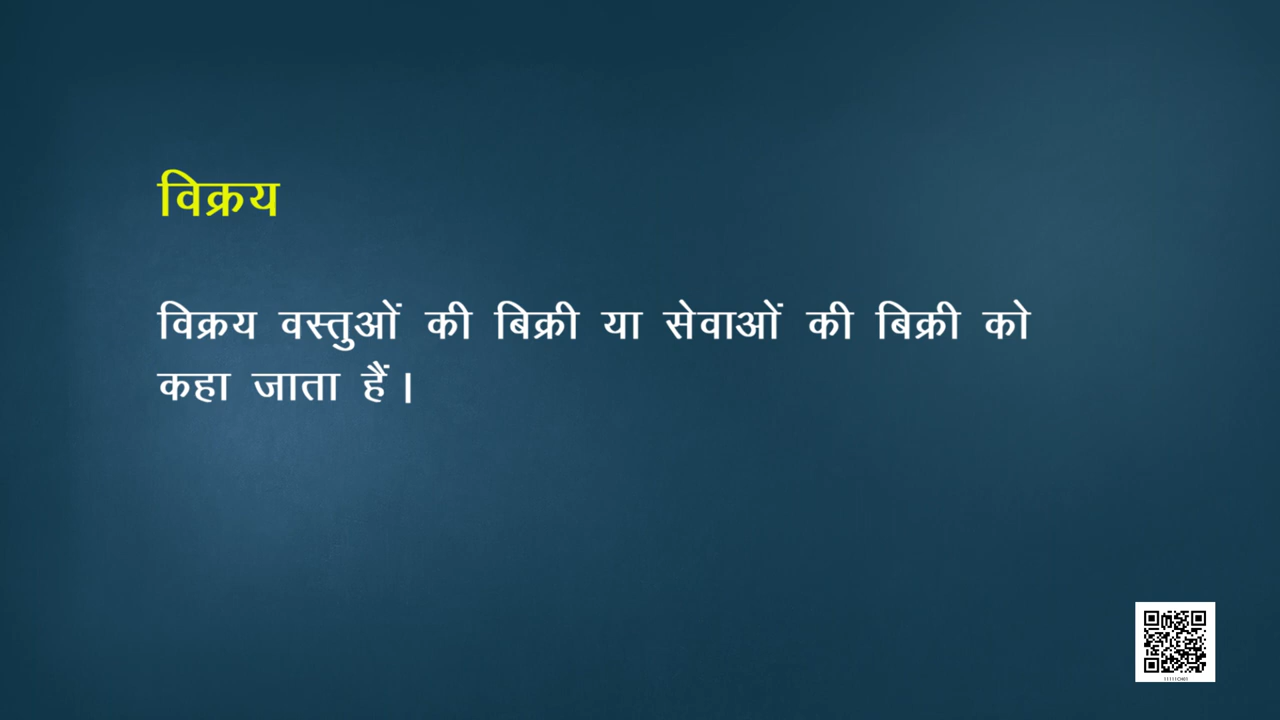 विक्रय
विक्रय वस्तुओं की बिक्री या सेवाओं की बिक्री को
कहा जाता हैं।